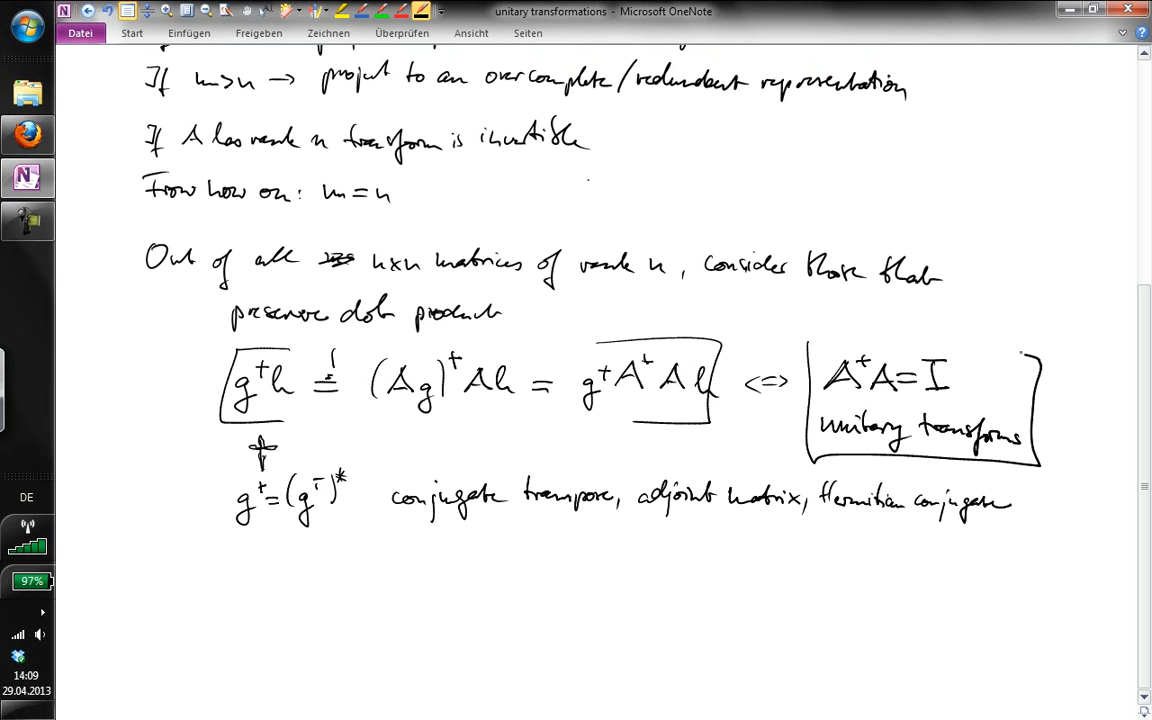 unitary transformations - Microsoft OneNote
Datei Start Einfügen Freigeben Zeichnen Überprüfen Ansicht Seiten
If m>n → project to an overcomplete/redundant representation
If A has rank n transform is invertible
From now on: m=n
Out of all n×n matrices of rank n, consider those that
preserve dot product
g⁺h =! (Ag)⁺Ah = g⁺A⁺Ah <=> A⁺A=I
unitary transforms
g⁺=(gᵀ)* conjugate transpose, adjoint matrix, Hermitian conjugate
DE
97%
14:09
29.04.2013